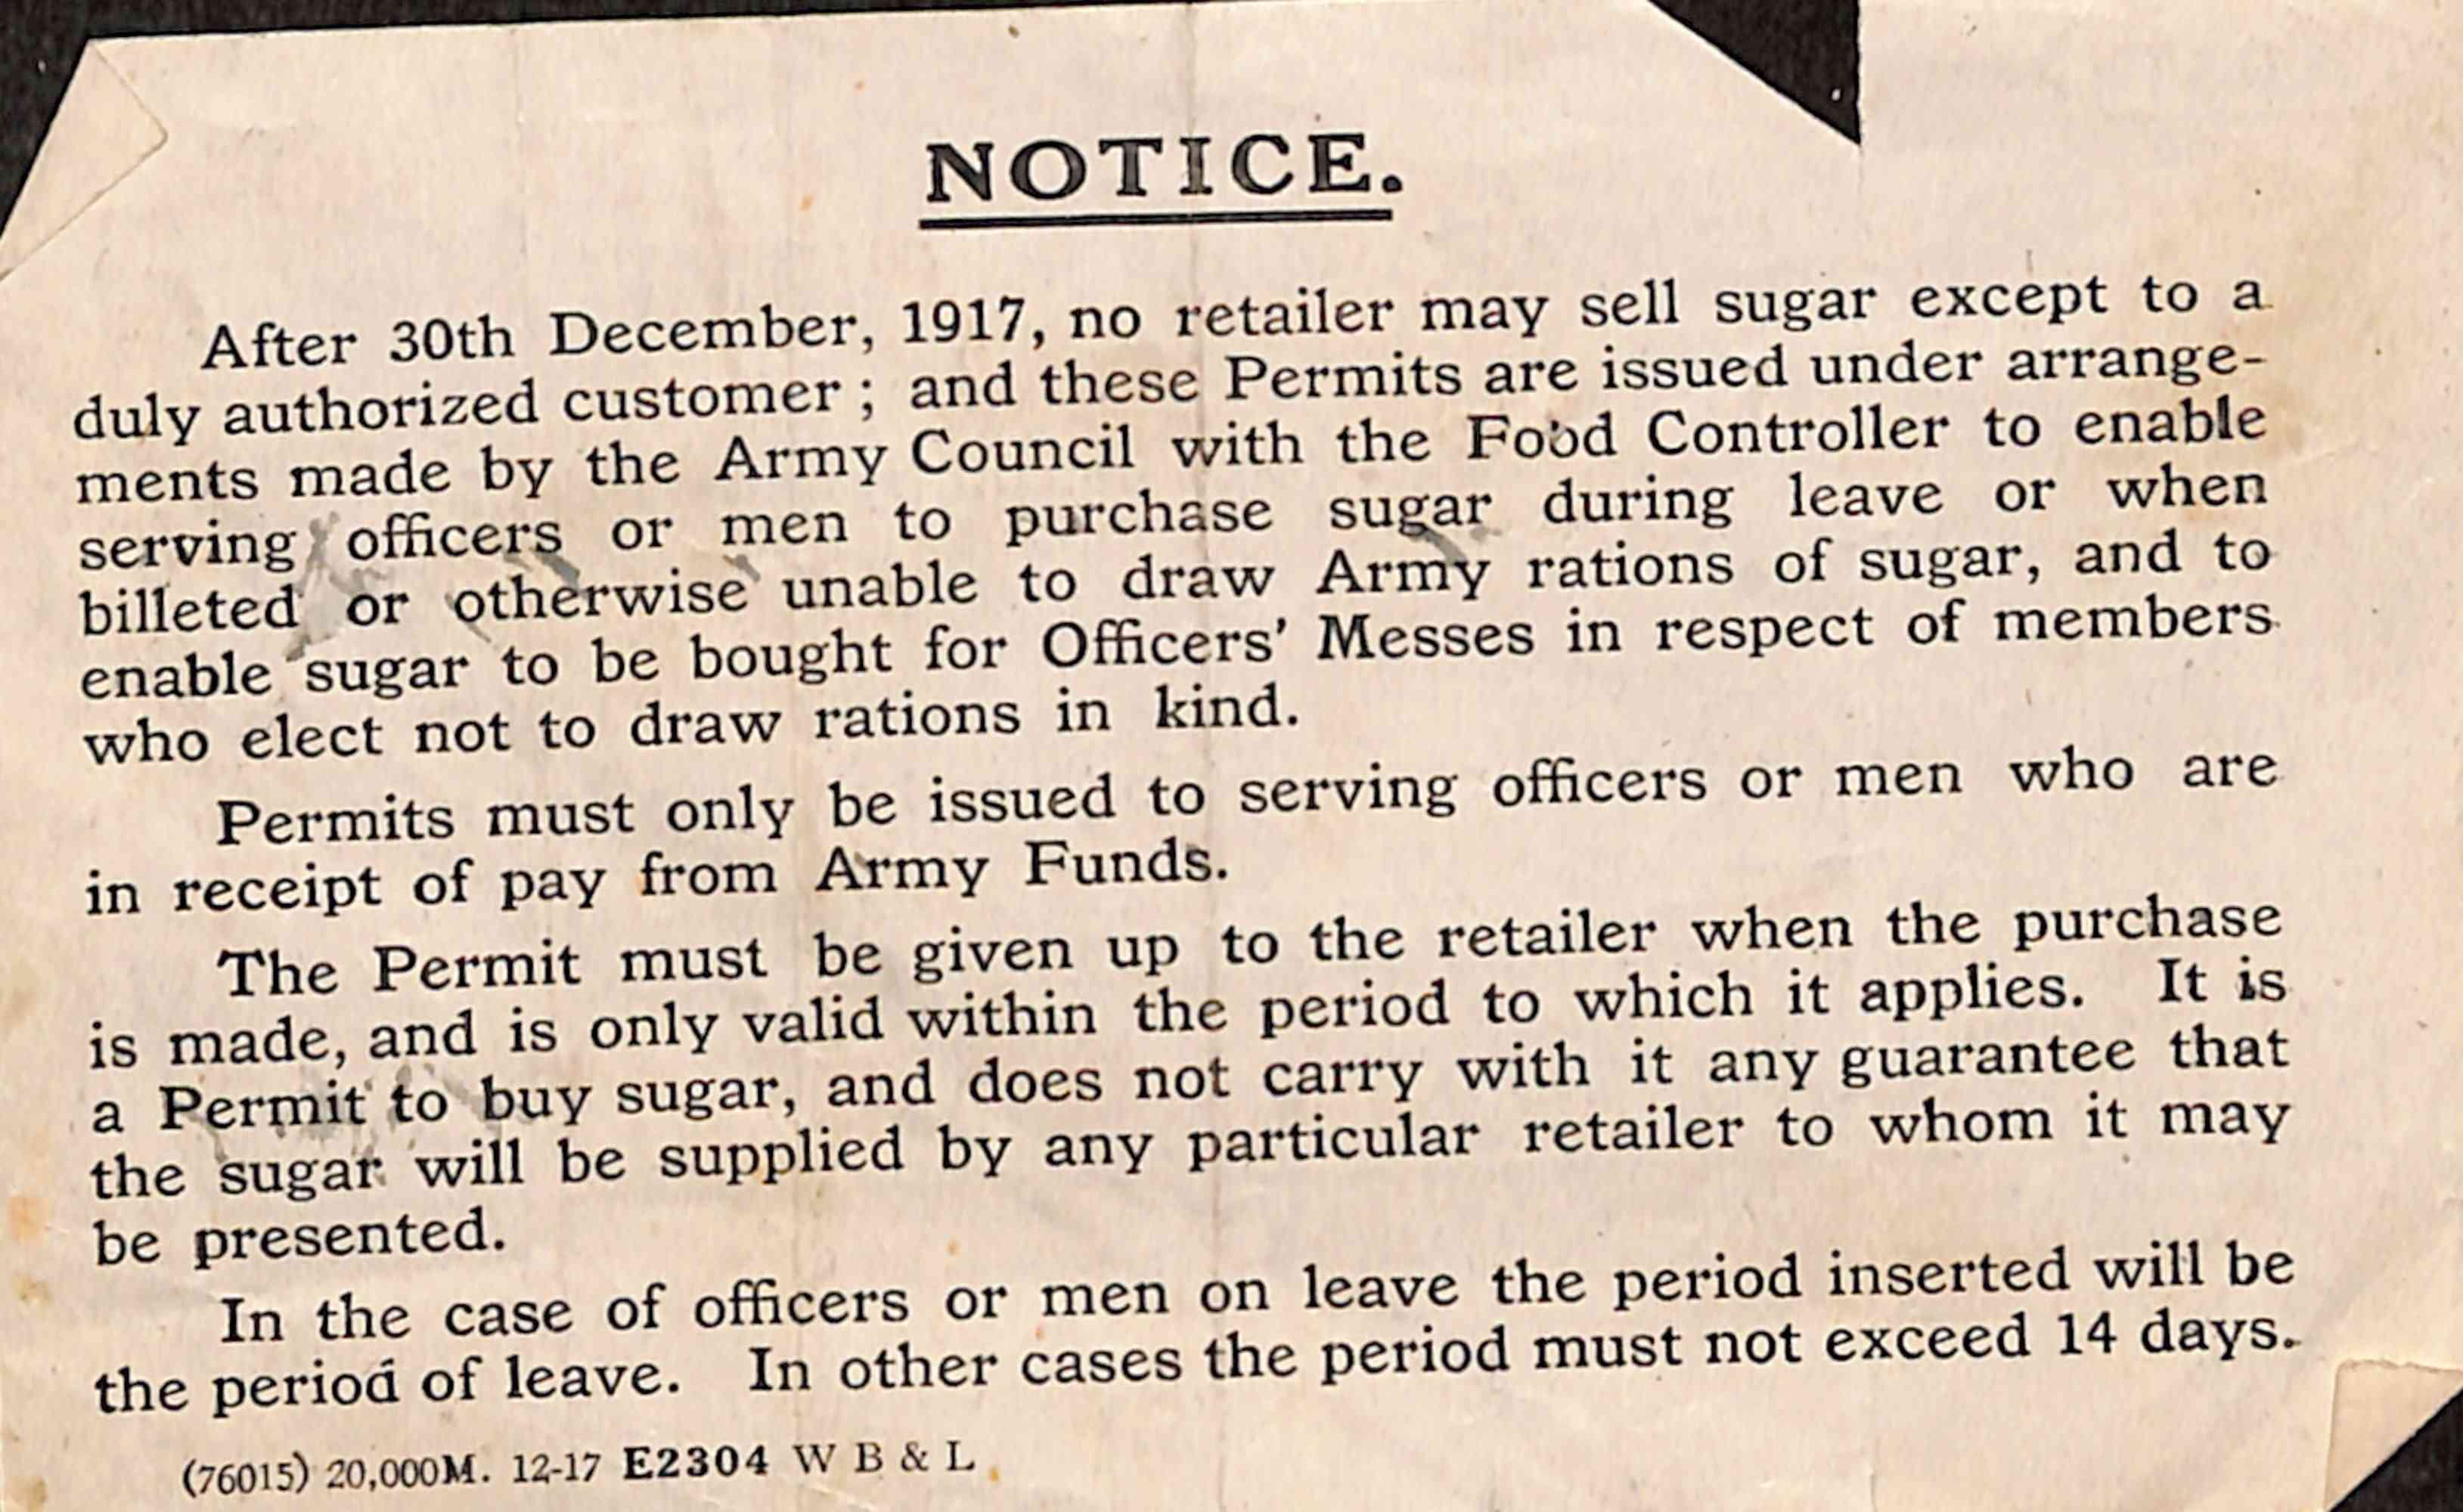 NOTICE.
After 30th December, 1917, no retailer may sell sugar except to a
duly authorized customer ; and these Permits are issued under arrange-
ments made by the Army Council with the Food Controller to enable
serving officers or men to purchase sugar during leave or when
billeted or otherwise unable to draw Army rations of sugar, and to
enable sugar to be bought for Officers' Messes in respect of members
who elect not to draw rations in kind.
Permits must only be issued to serving officers or men who are
in receipt of pay from Army Funds.
The Permit must be given up to the retailer when the purchase
is made, and is only valid within the period to which it applies. It is
a Permit to buy sugar, and does not carry with it any guarantee that
the sugar will be supplied by any particular retailer to whom it may
be presented.
In the case of officers or men on leave the period inserted will be
the period of leave. In other cases the period must not exceed 14 days.
(76015) 20,000M. 12-17 E2304 W B & L